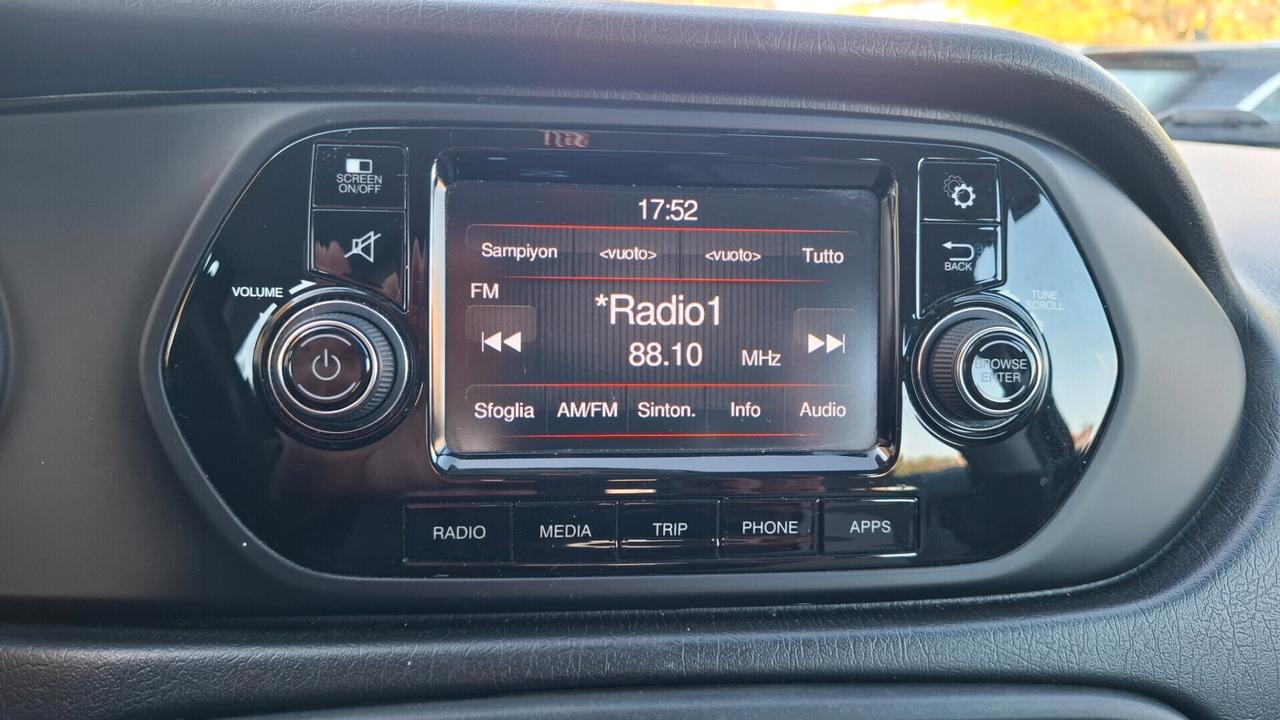 SCREEN
ON/OFF
VOLUME
17:52
Sampiyon <vuoto> <vuoto> Tutto
FM
*Radio1
88.10 MHz
Sfoglia AM/FM Sinton. Info Audio
BACK
TUNE
SCROLL
BROWSE
ENTER
RADIO MEDIA TRIP PHONE APPS